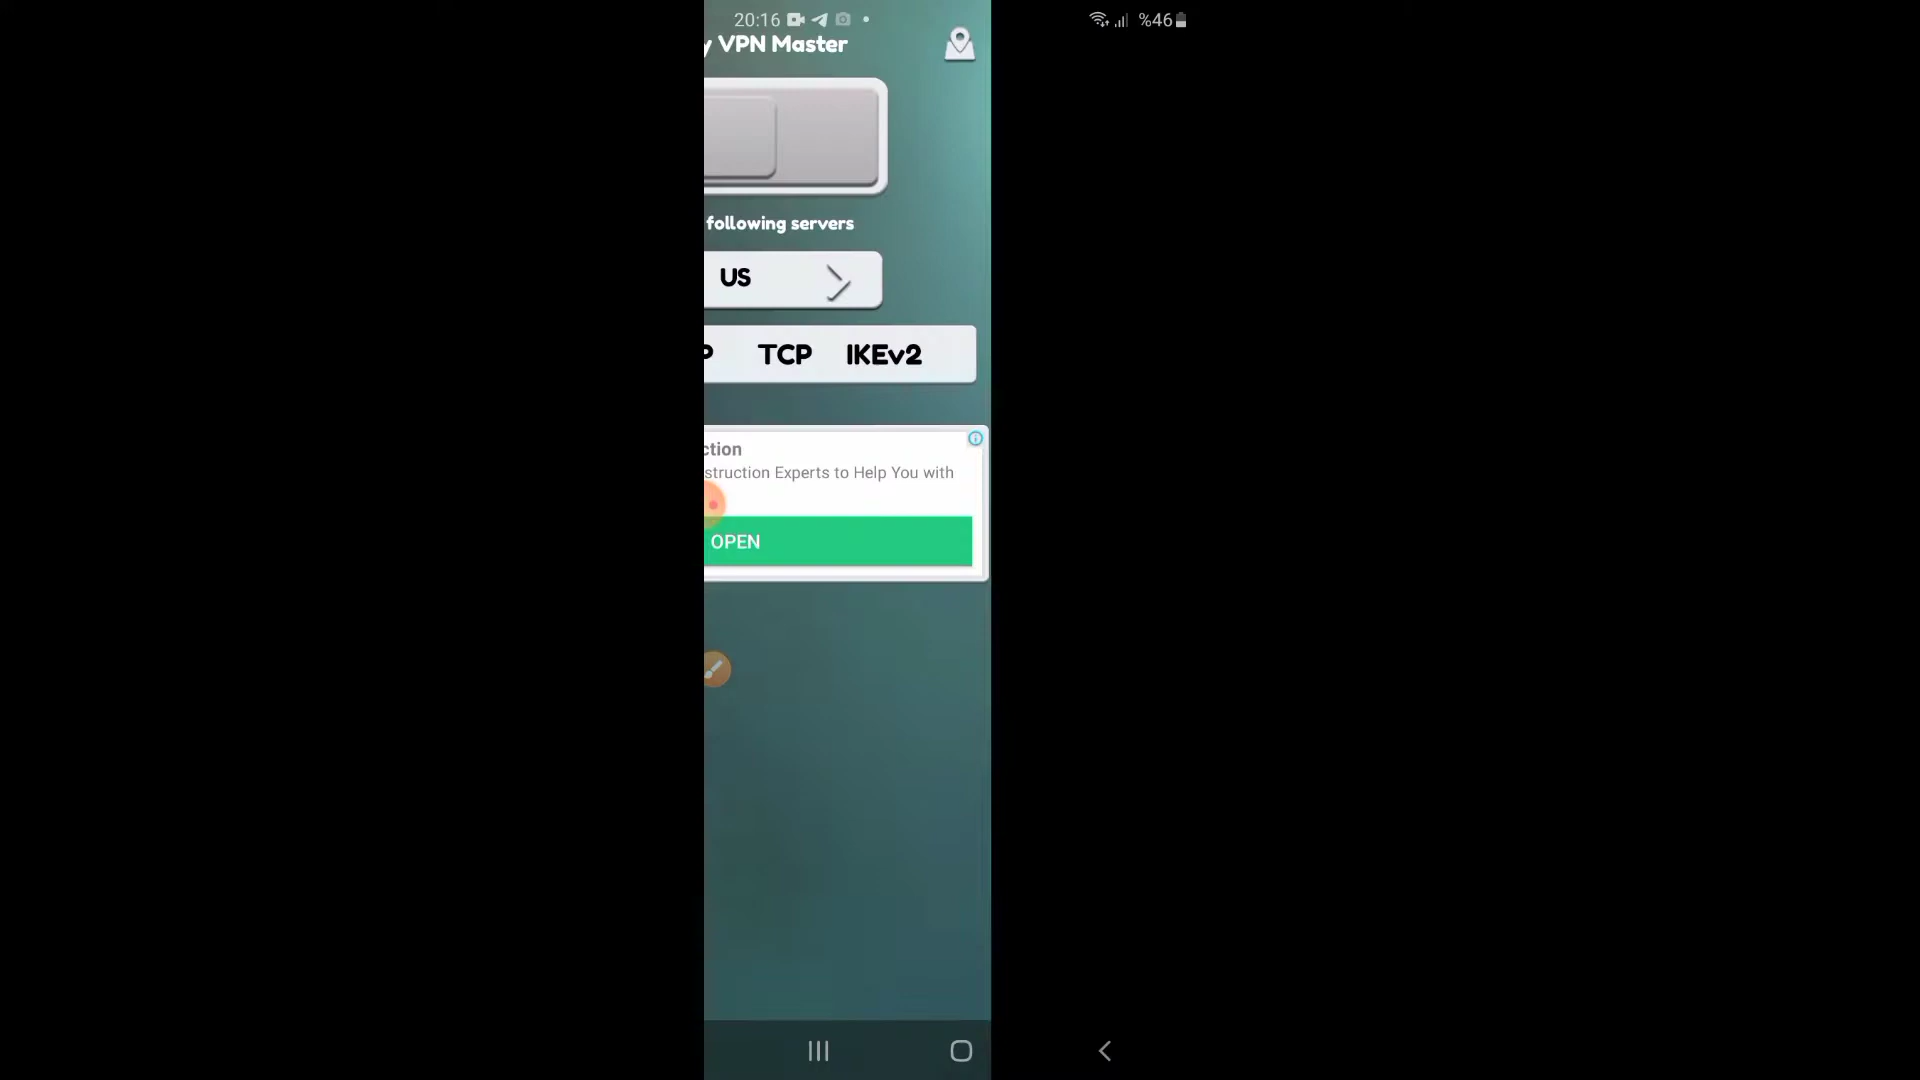 20:16 %46
y VPN Master
following servers
US
P TCP IKEv2
ction
struction Experts to Help You with
OPEN